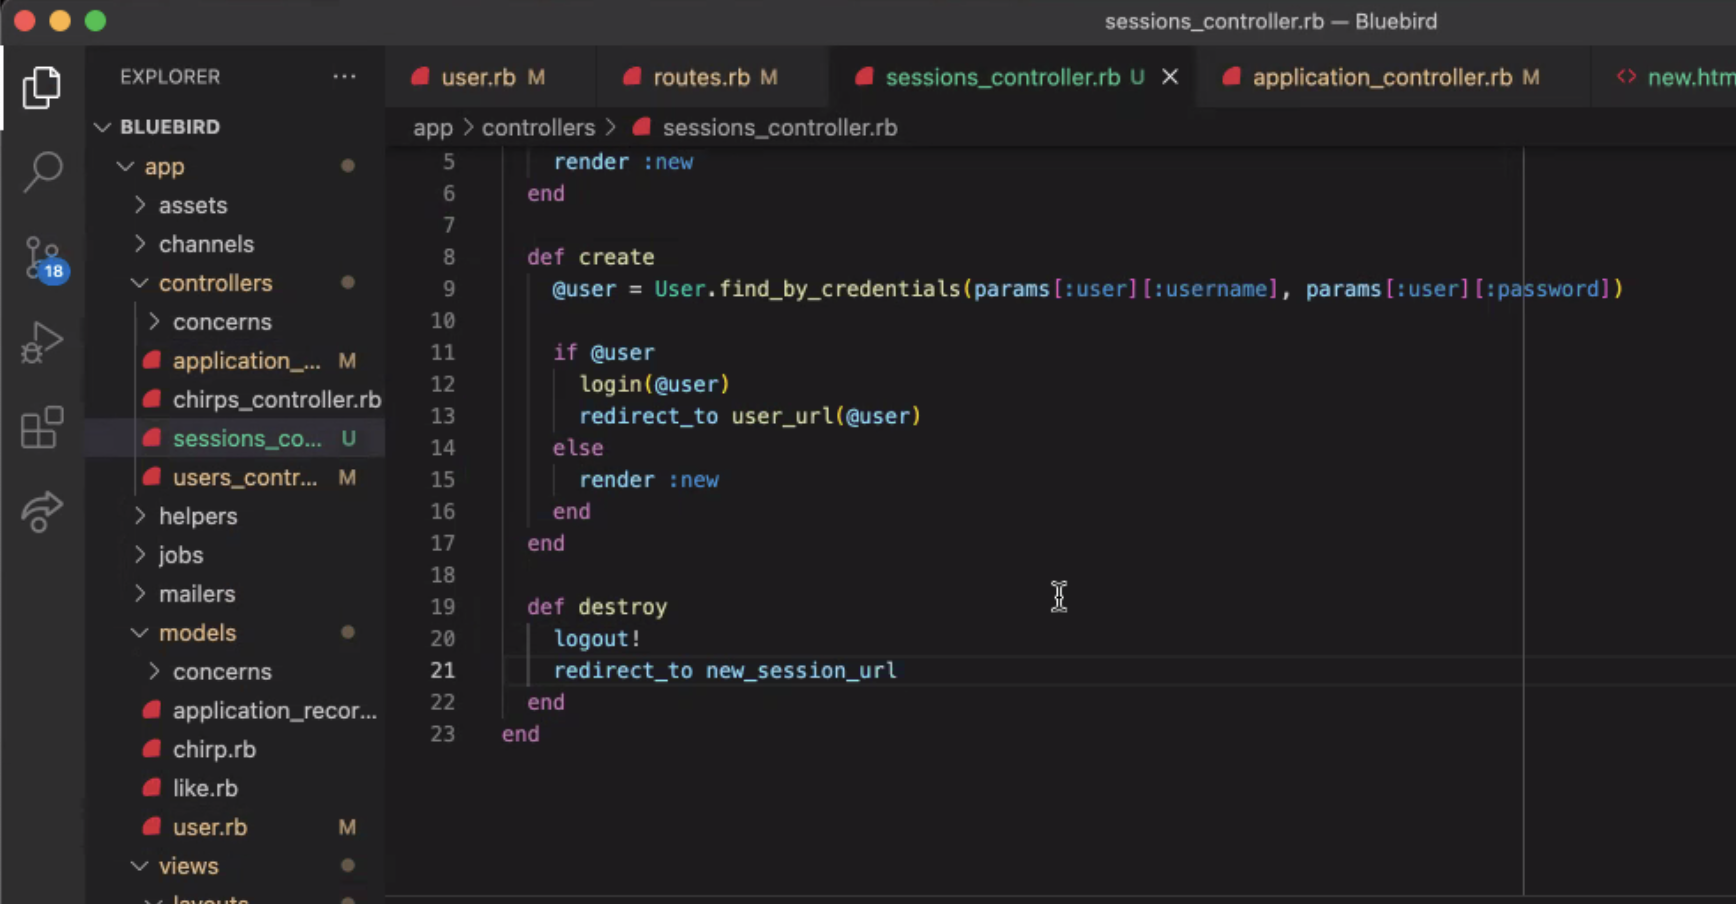 sessions_controller.rb — Bluebird
EXPLORER ···
user.rb M
routes.rb M
sessions_controller.rb U
application_controller.rb M
<> new.htm
BLUEBIRD
app > controllers > sessions_controller.rb
app
assets
channels
controllers
concerns
application_... M
chirps_controller.rb
sessions_co... U
users_contr... M
helpers
jobs
mailers
models
concerns
application_recor...
chirp.rb
like.rb
user.rb M
views
layouts
18
5 render :new
6 end
7
8 def create
9 @user = User.find_by_credentials(params[:user][:username], params[:user][:password])
10
11 if @user
12 login(@user)
13 redirect_to user_url(@user)
14 else
15 render :new
16 end
17 end
18
19 def destroy
20 logout!
21 redirect_to new_session_url
22 end
23 end